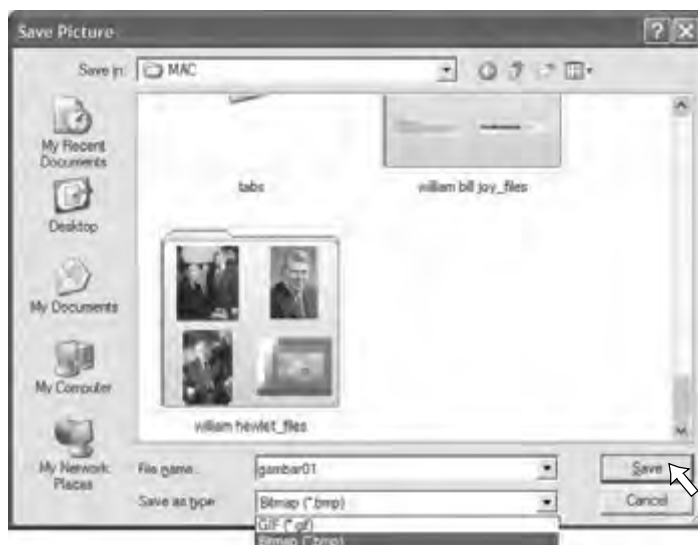 Save Picture
Save in:
MAC
My Recent
Documents
Desktop
My Documents
My Computer
My Network
Places
tabs
william bill joy_files
william hewlet_files
File name:
gambar01
Save
Save as type
Bitmap (*.bmp)
Cancel
GIF (*.gif)
Bitmap (*.bmp)